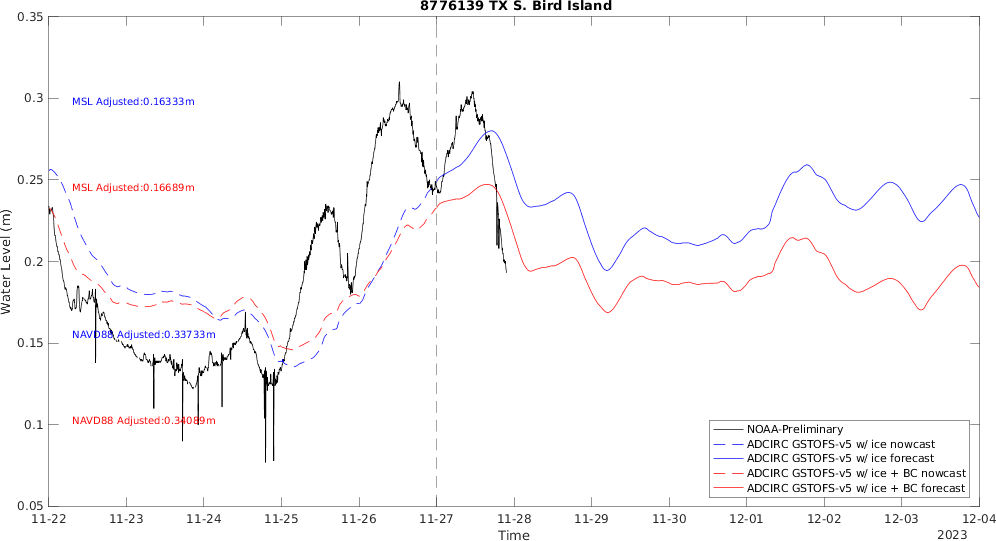 8776139 TX S. Bird Island
0.35
0.3
0.25
0.2
0.15
0.1
0.05
Water Level (m)
MSL Adjusted:0.16333m
MSL Adjusted:0.16689m
NAVD88 Adjusted:0.33733m
NAVD88 Adjusted:0.34089m
NOAA-Preliminary
ADCIRC GSTOFS-v5 w/ ice nowcast
ADCIRC GSTOFS-v5 w/ ice forecast
ADCIRC GSTOFS-v5 w/ ice + BC nowcast
ADCIRC GSTOFS-v5 w/ ice + BC forecast
11-22 11-23 11-24 11-25 11-26 11-27 11-28 11-29 11-30 12-01 12-02 12-03 12-04
Time
2023